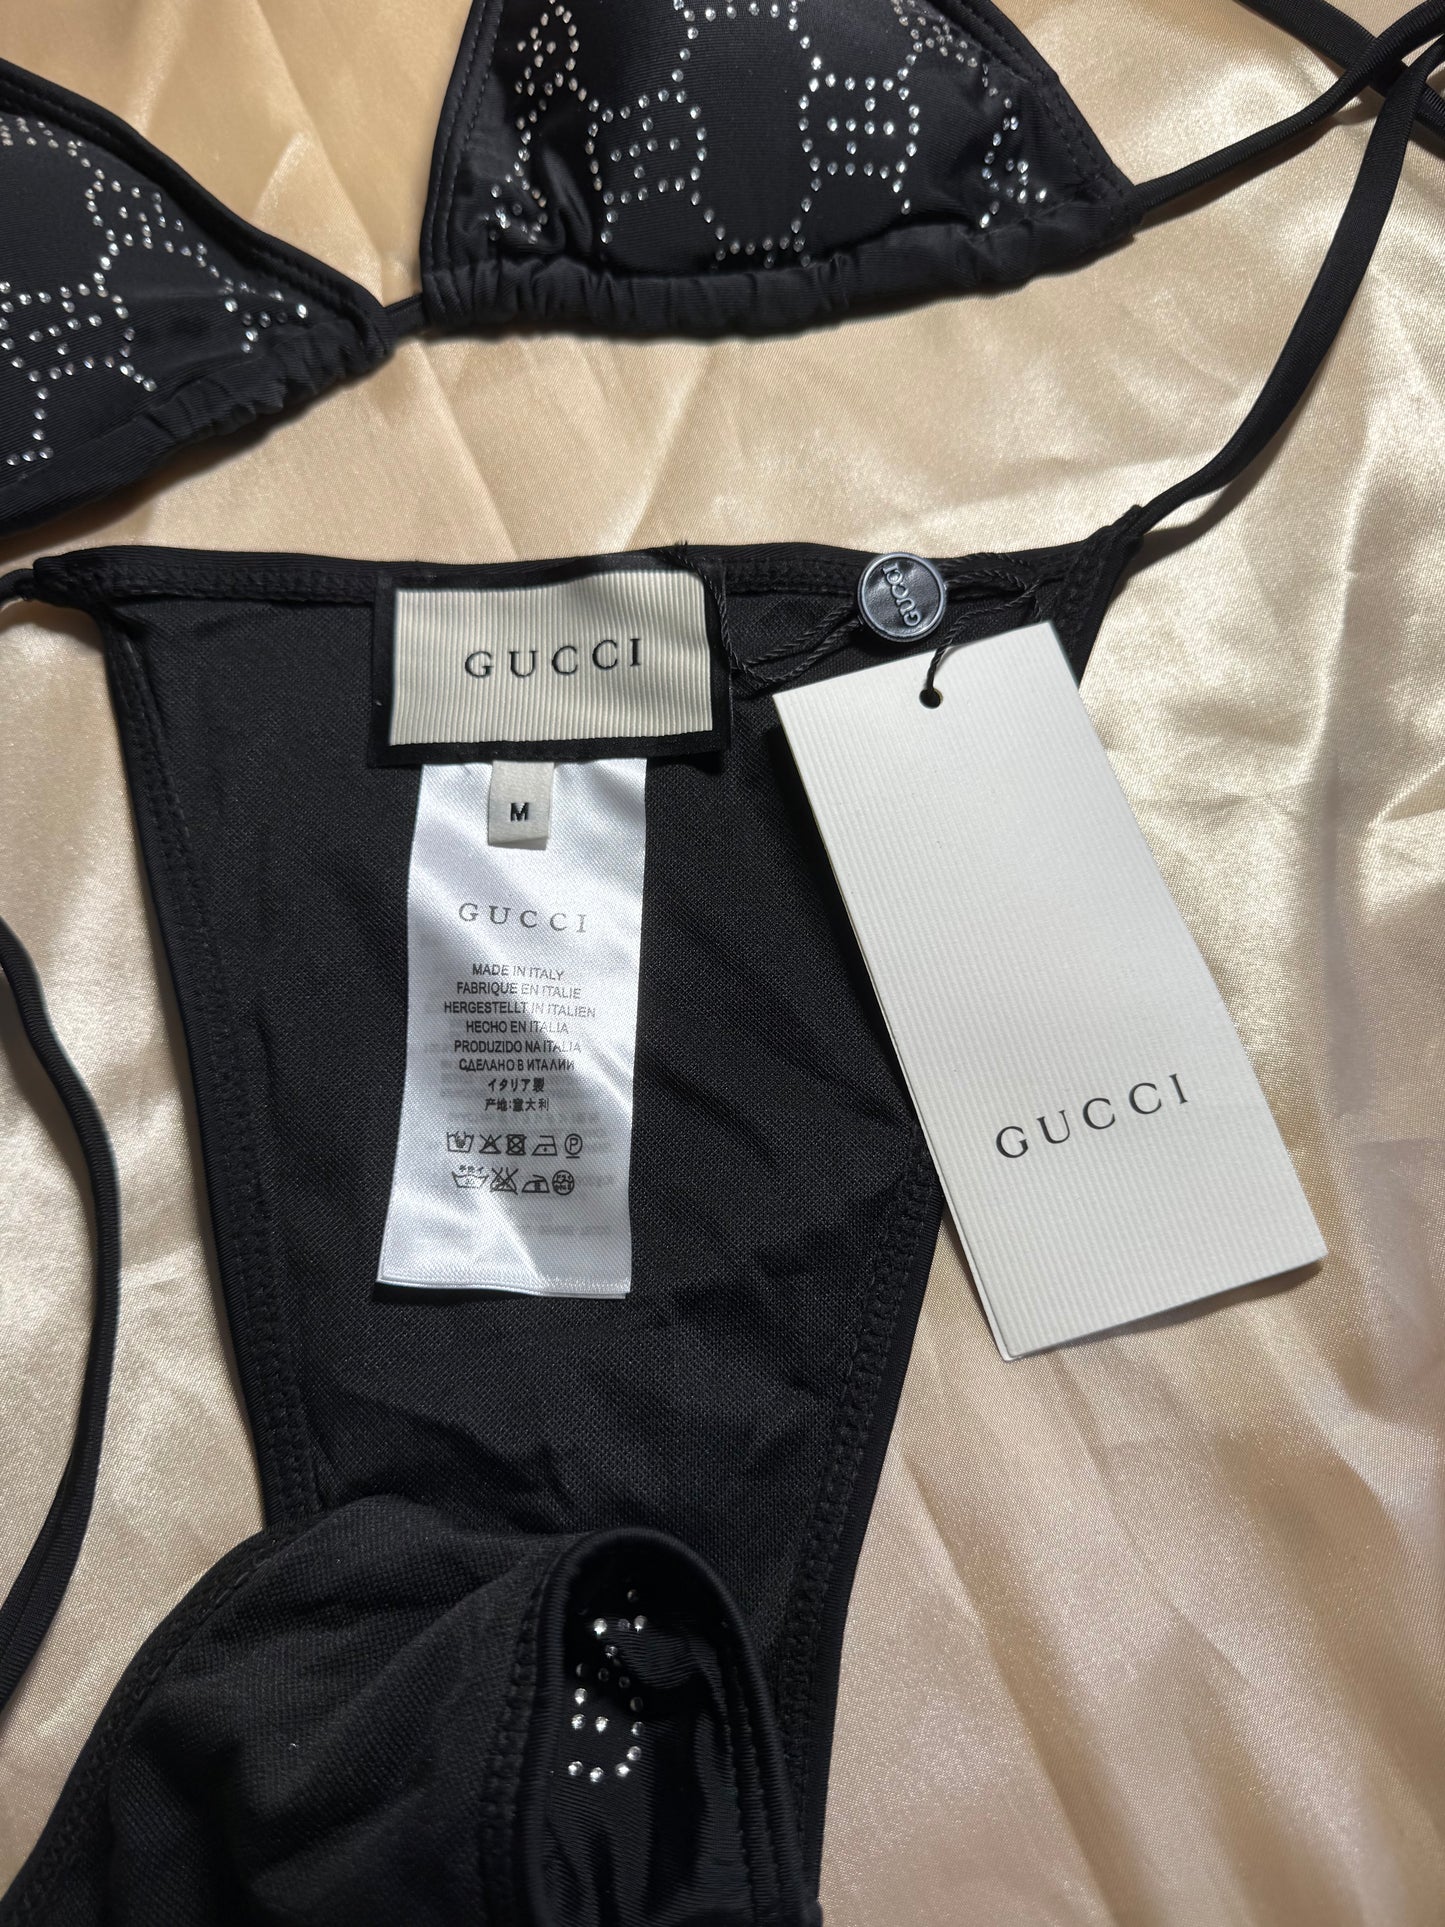 GUCCI
GUCCI
M
GUCCI
MADE IN ITALY
FABRIQUE EN ITALIE
HERGESTELLT IN ITALIEN
HECHO EN ITALIA
PRODUZIDO NA ITALIA
СДЕЛАНО В ИТАЛИИ
イタリア製
产地:意大利
P
GUCCI